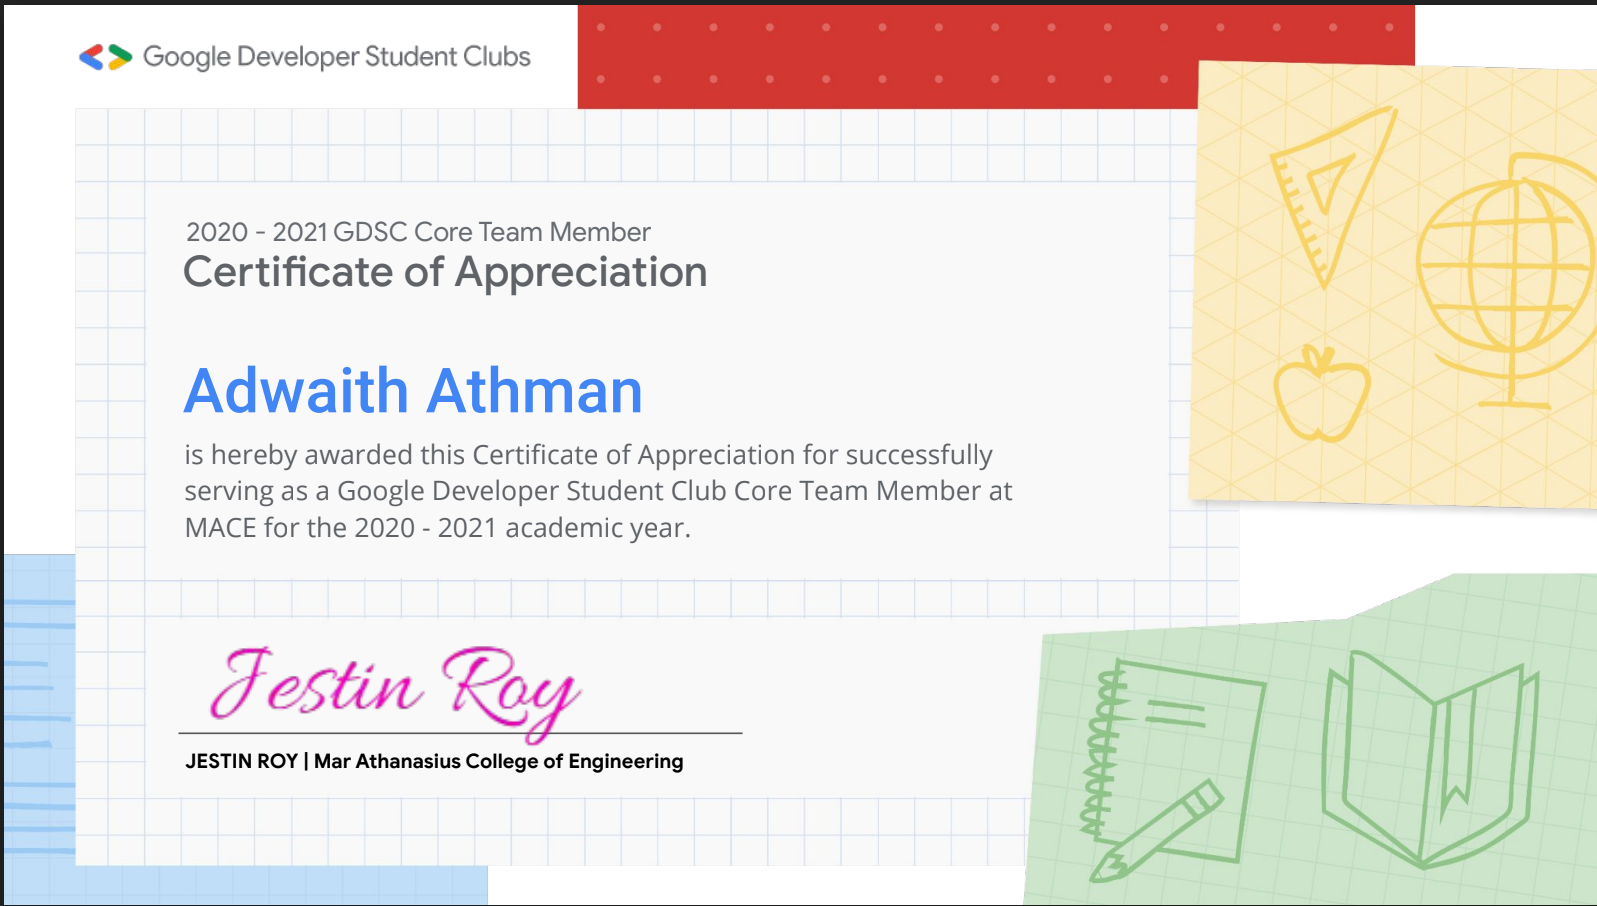 Google Developer Student Clubs
2020 - 2021 GDSC Core Team Member
Certificate of Appreciation
Adwaith Athman
is hereby awarded this Certificate of Appreciation for successfully
serving as a Google Developer Student Club Core Team Member at
MACE for the 2020 - 2021 academic year.
Jestin Roy
JESTIN ROY | Mar Athanasius College of Engineering